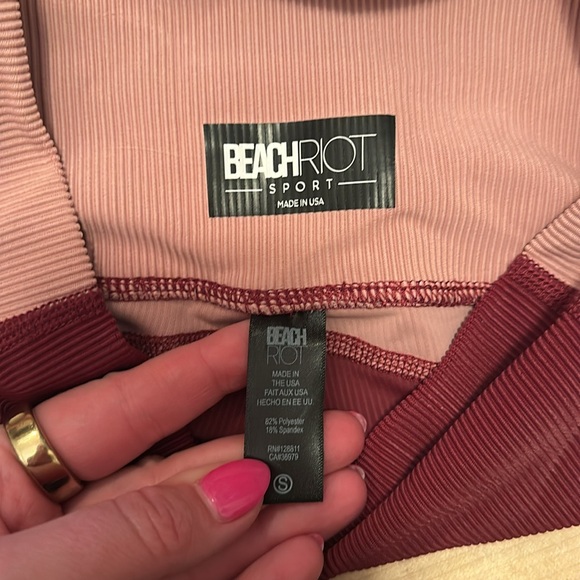 BEACHRIOT
SPORT
MADE IN USA
BEACH
RIOT
MADE IN
THE USA
FAIT AUX USA
HECHO EN EE UU
82% Polyester
18% Spandex
RN#128811
CA#36979
S